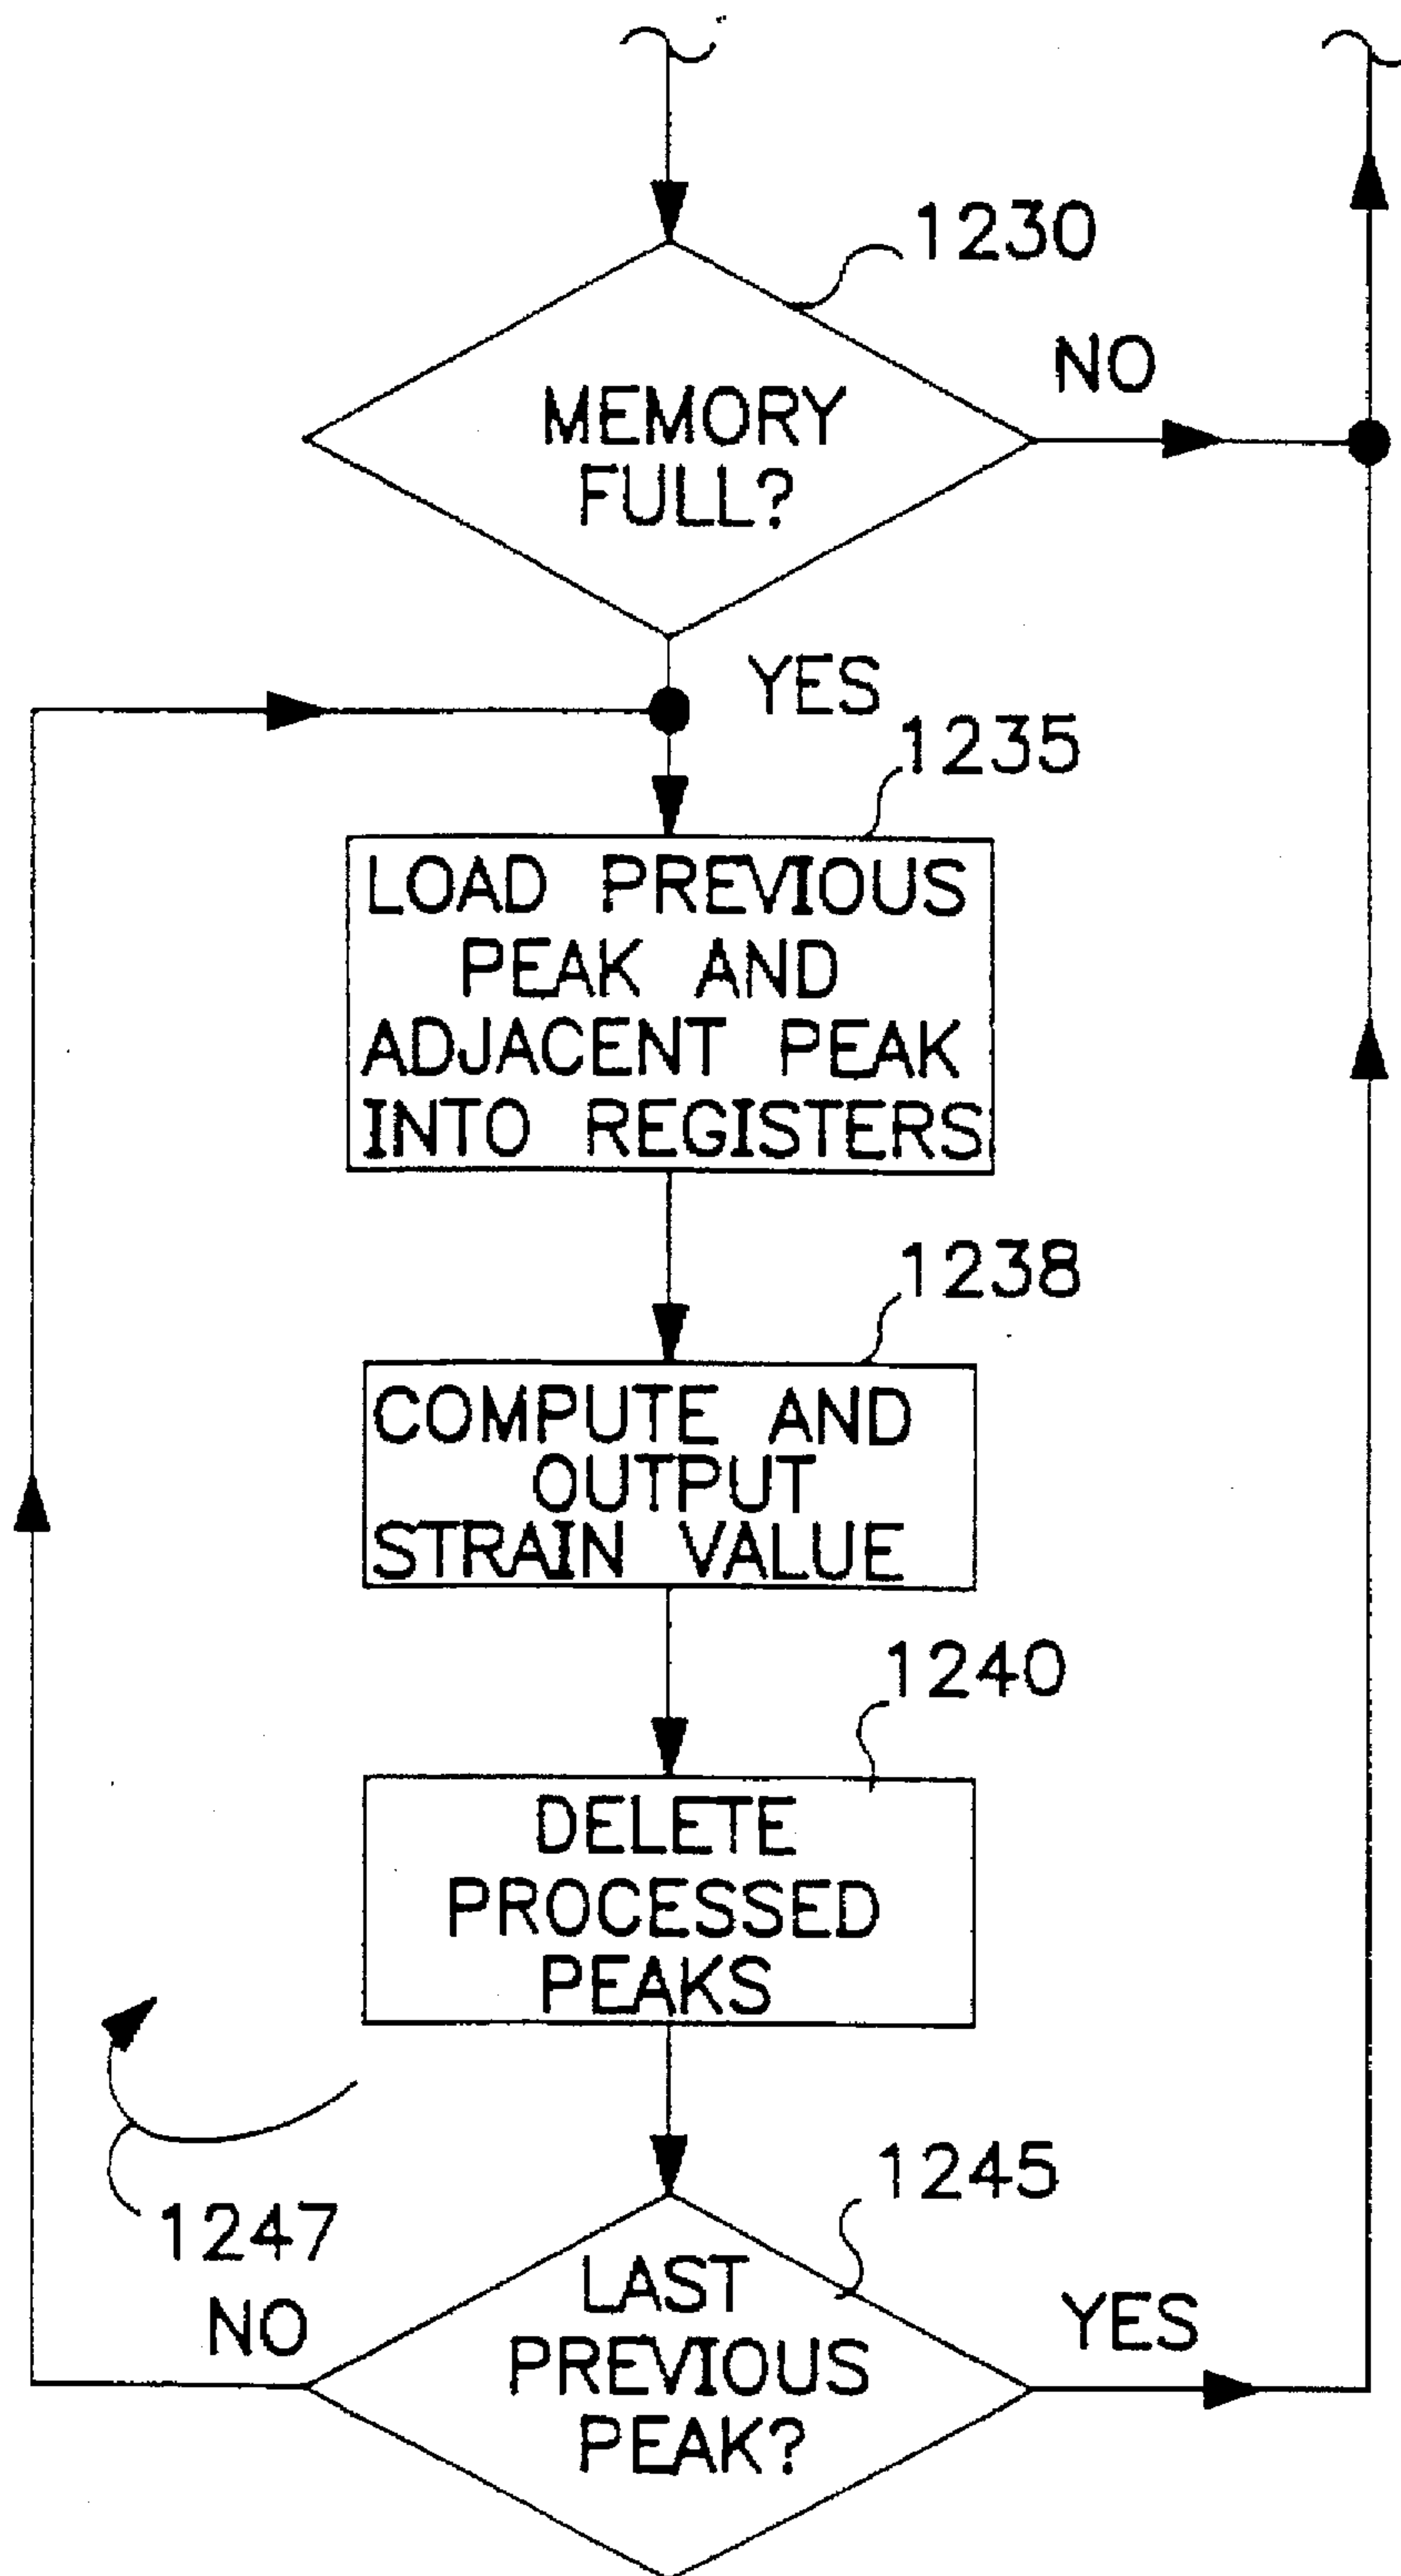 1230
NO
MEMORY
FULL?
YES
1235
LOAD PREVIOUS
PEAK AND
ADJACENT PEAK
INTO REGISTERS
1238
COMPUTE AND
OUTPUT
STRAIN VALUE
1240
DELETE
PROCESSED
PEAKS
1245
1247
LAST
NO
YES
PREVIOUS
PEAK?